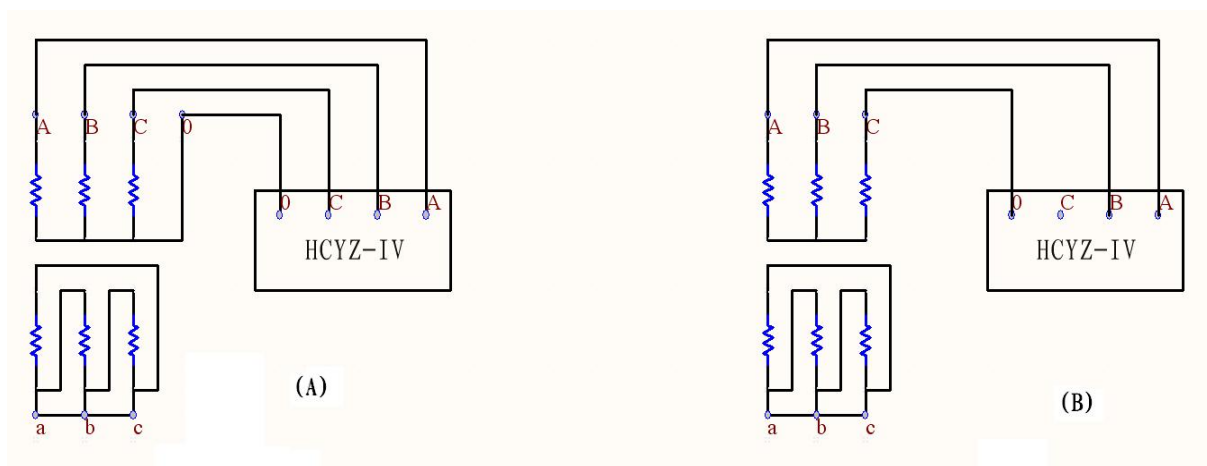 A B C 0
0 C B A
HCYZ-IV
a b c
(A)
A B C
0 C B A
HCYZ-IV
a b c
(B)